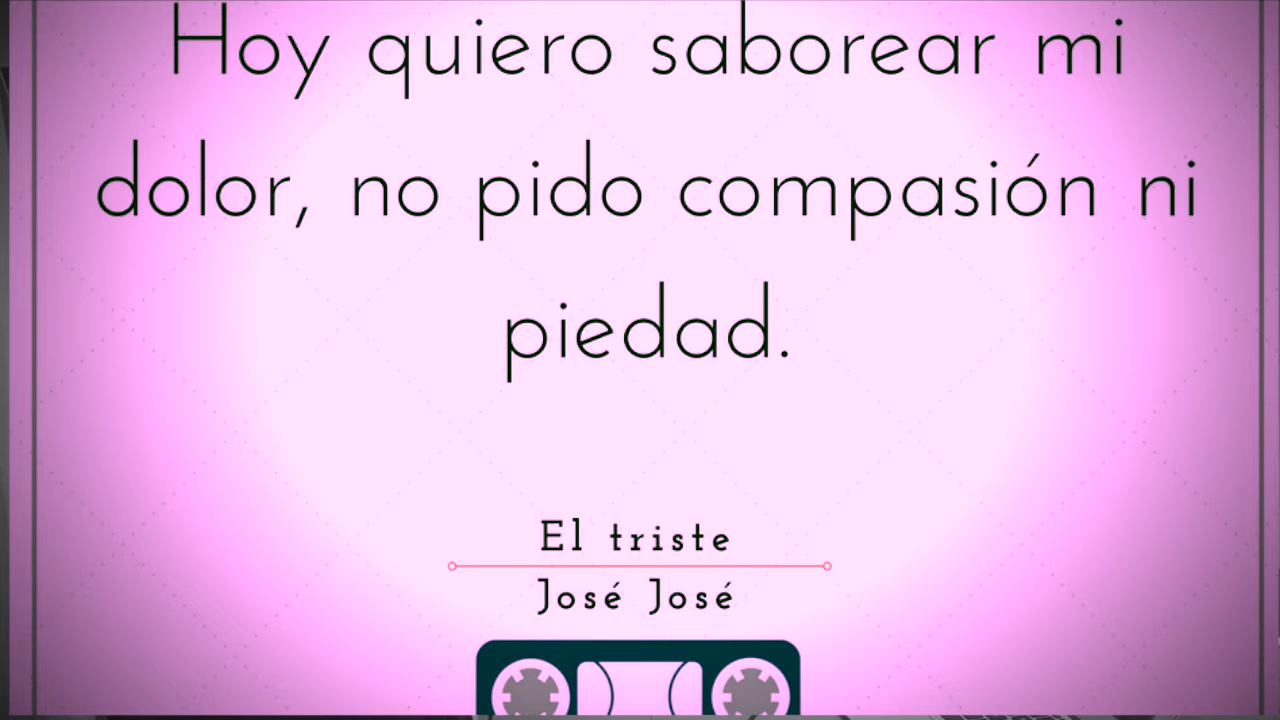 Hoy quiero saborear mi
dolor, no pido compasión ni
piedad.
El triste
José José